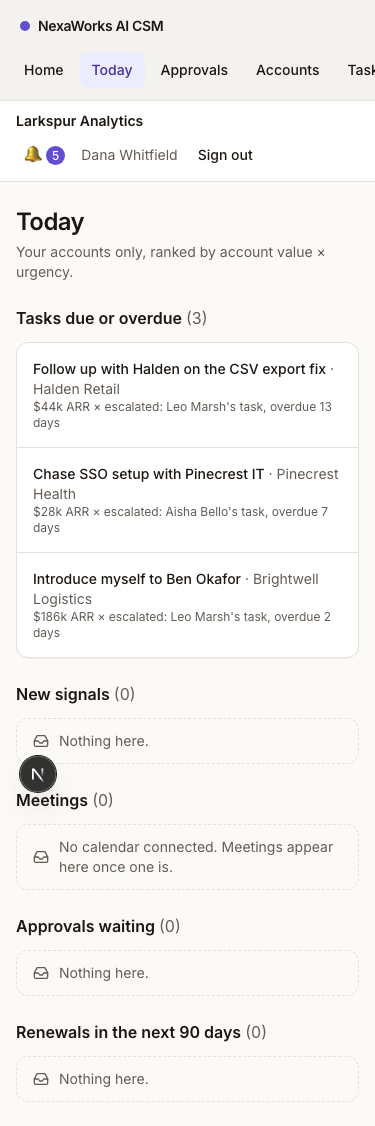 NexaWorks AI CSM
Home Today Approvals Accounts Task
Larkspur Analytics
5 Dana Whitfield Sign out
Today
Your accounts only, ranked by account value ×
urgency.
Tasks due or overdue (3)
Follow up with Halden on the CSV export fix ·
Halden Retail
$44k ARR × escalated: Leo Marsh's task, overdue 13
days
Chase SSO setup with Pinecrest IT · Pinecrest
Health
$28k ARR × escalated: Aisha Bello's task, overdue 7
days
Introduce myself to Ben Okafor · Brightwell
Logistics
$186k ARR × escalated: Leo Marsh's task, overdue 2
days
New signals (0)
Nothing here.
N
Meetings (0)
No calendar connected. Meetings appear
here once one is.
Approvals waiting (0)
Nothing here.
Renewals in the next 90 days (0)
Nothing here.